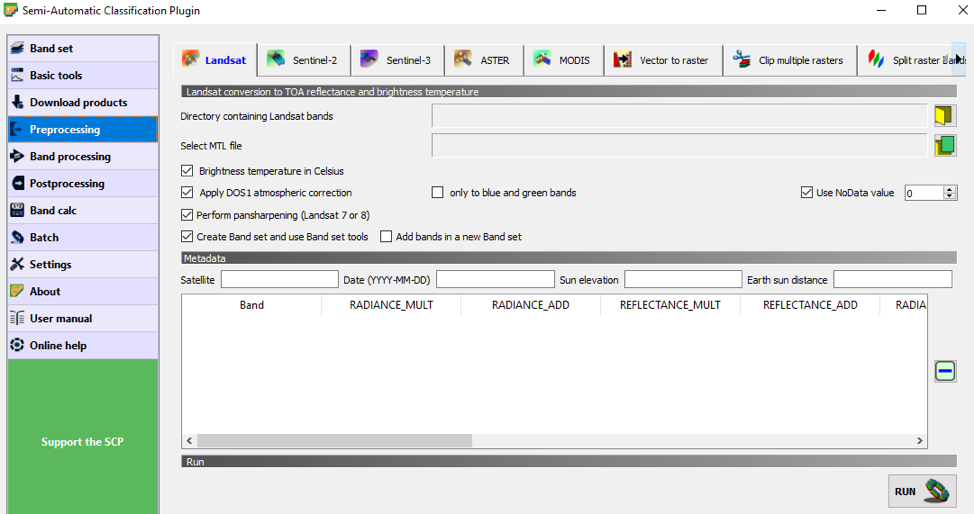 Semi-Automatic Classification Plugin
Band set
Basic tools
Download products
Preprocessing
Band processing
Postprocessing
Band calc
Batch
Settings
About
User manual
Online help
Support the SCP
Landsat Sentinel-2 Sentinel-3 ASTER MODIS Vector to raster Clip multiple rasters Split raster bands
Landsat conversion to TOA reflectance and brightness temperature
Directory containing Landsat bands
Select MTL file
Brightness temperature in Celsius
Apply DOS1 atmospheric correction only to blue and green bands Use NoData value 0
Perform pansharpening (Landsat 7 or 8)
Create Band set and use Band set tools Add bands in a new Band set
Metadata
Satellite Date (YYYY-MM-DD) Sun elevation Earth sun distance
Band RADIANCE_MULT RADIANCE_ADD REFLECTANCE_MULT REFLECTANCE_ADD RADIA
Run
RUN